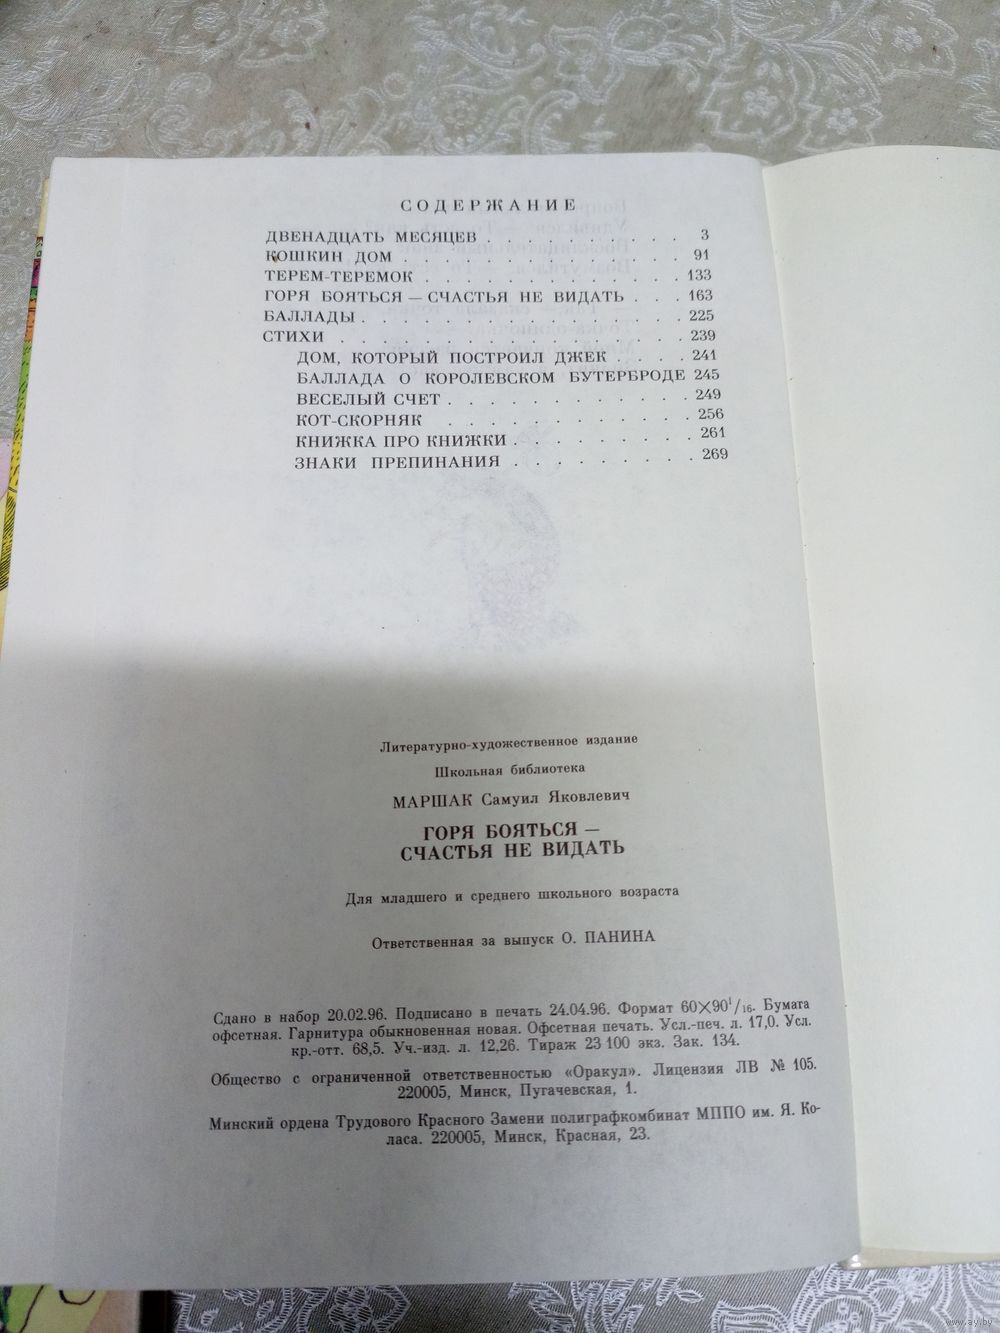 СОДЕРЖАНИЕ
ДВЕНАДЦАТЬ МЕСЯЦЕВ . . . . . . . . . . 3
КОШКИН ДОМ . . . . . . . . . . . . . . 91
ТЕРЕМ-ТЕРЕМОК . . . . . . . . . . . . 133
ГОРЯ БОЯТЬСЯ — СЧАСТЬЯ НЕ ВИДАТЬ . . . 163
БАЛЛАДЫ . . . . . . . . . . . . . . . 225
СТИХИ . . . . . . . . . . . . . . . . 239
ДОМ, КОТОРЫЙ ПОСТРОИЛ ДЖЕК . . . . 241
БАЛЛАДА О КОРОЛЕВСКОМ БУТЕРБРОДЕ 245
ВЕСЕЛЫЙ СЧЕТ . . . . . . . . . . . . 249
КОТ-СКОРНЯК . . . . . . . . . . . . 256
КНИЖКА ПРО КНИЖКИ . . . . . . . . . 261
ЗНАКИ ПРЕПИНАНИЯ . . . . . . . . . 269
Литературно-художественное издание
Школьная библиотека
МАРШАК Самуил Яковлевич
ГОРЯ БОЯТЬСЯ —
СЧАСТЬЯ НЕ ВИДАТЬ
Для младшего и среднего школьного возраста
Ответственная за выпуск О. ПАНИНА
Сдано в набор 20.02.96. Подписано в печать 24.04.96. Формат 60×90¹/₁₆. Бумага
офсетная. Гарнитура обыкновенная новая. Офсетная печать. Усл.-печ. л. 17,0. Усл.
кр.-отт. 68,5. Уч.-изд. л. 12,26. Тираж 23 100 экз. Зак. 134.
Общество с ограниченной ответственностью «Оракул». Лицензия ЛВ № 105.
220005, Минск, Пугачевская, 1.
Минский ордена Трудового Красного Замени полиграфкомбинат МППО им. Я. Ко-
ласа. 220005, Минск, Красная, 23.
www.ay.by